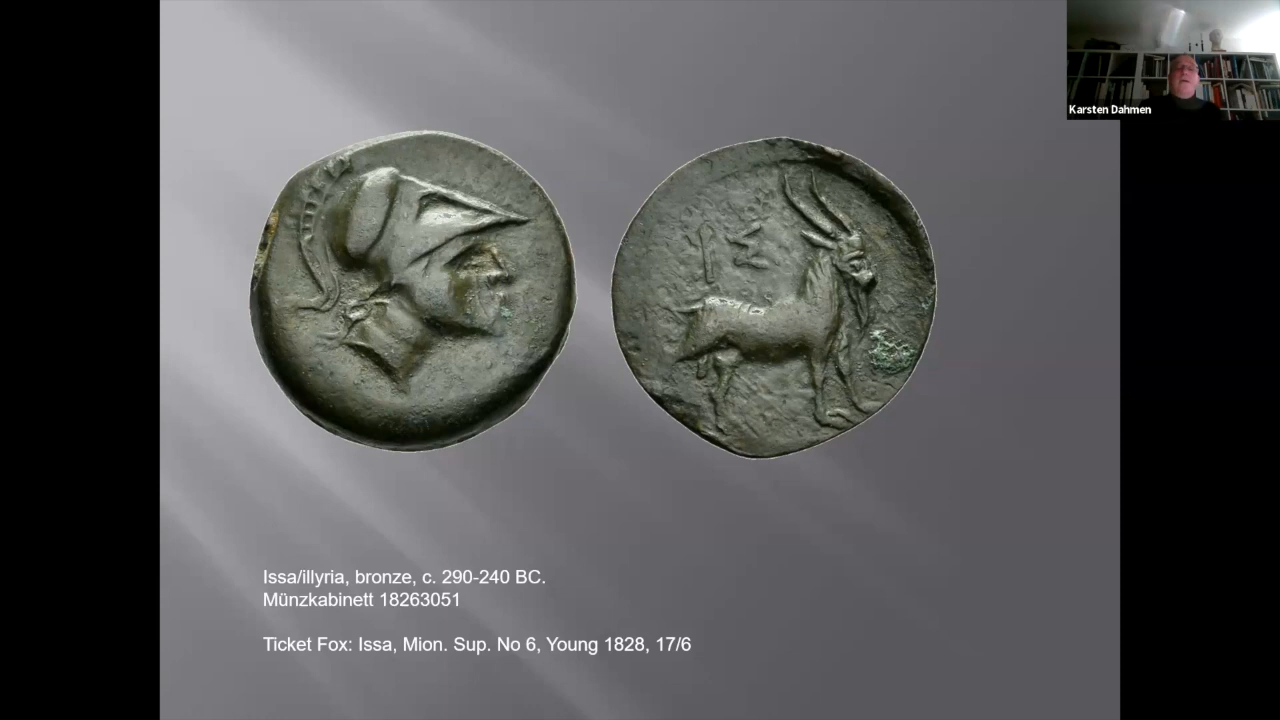 Karsten Dahmen
ΙΣ
Issa/illyria, bronze, c. 290-240 BC.
Münzkabinett 18263051
Ticket Fox: Issa, Mion. Sup. No 6, Young 1828, 17/6